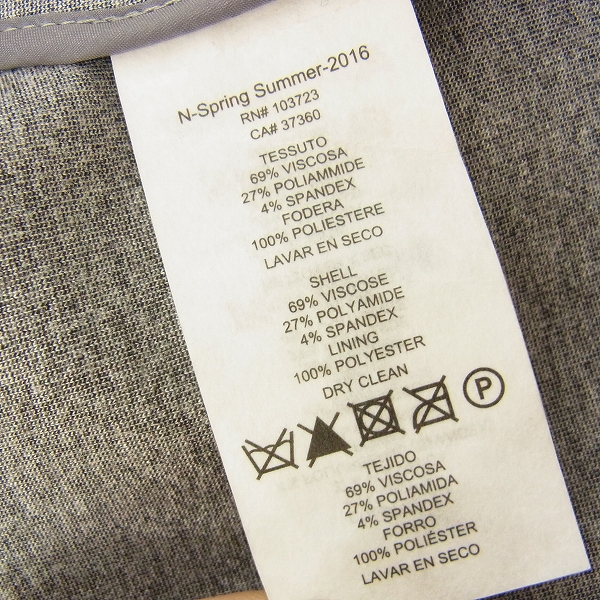 N-Spring Summer-2016
RN# 103723
CA# 37360
TESSUTO
69% VISCOSA
27% POLIAMMIDE
4% SPANDEX
FODERA
100% POLIESTERE
LAVAR EN SECO
SHELL
69% VISCOSE
27% POLYAMIDE
4% SPANDEX
LINING
100% POLYESTER
DRY CLEAN
P
TEJIDO
69% VISCOSA
27% POLIAMIDA
4% SPANDEX
FORRO
100% POLIÉSTER
LAVAR EN SECO